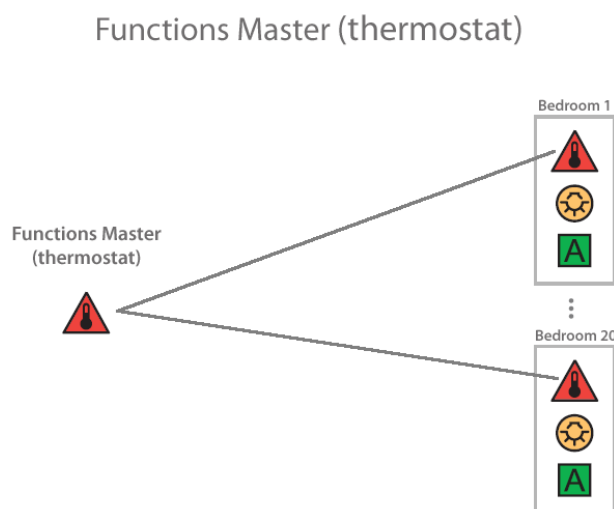 Functions Master (thermostat)
Bedroom 1
Functions Master
(thermostat)
A
Bedroom 20
A